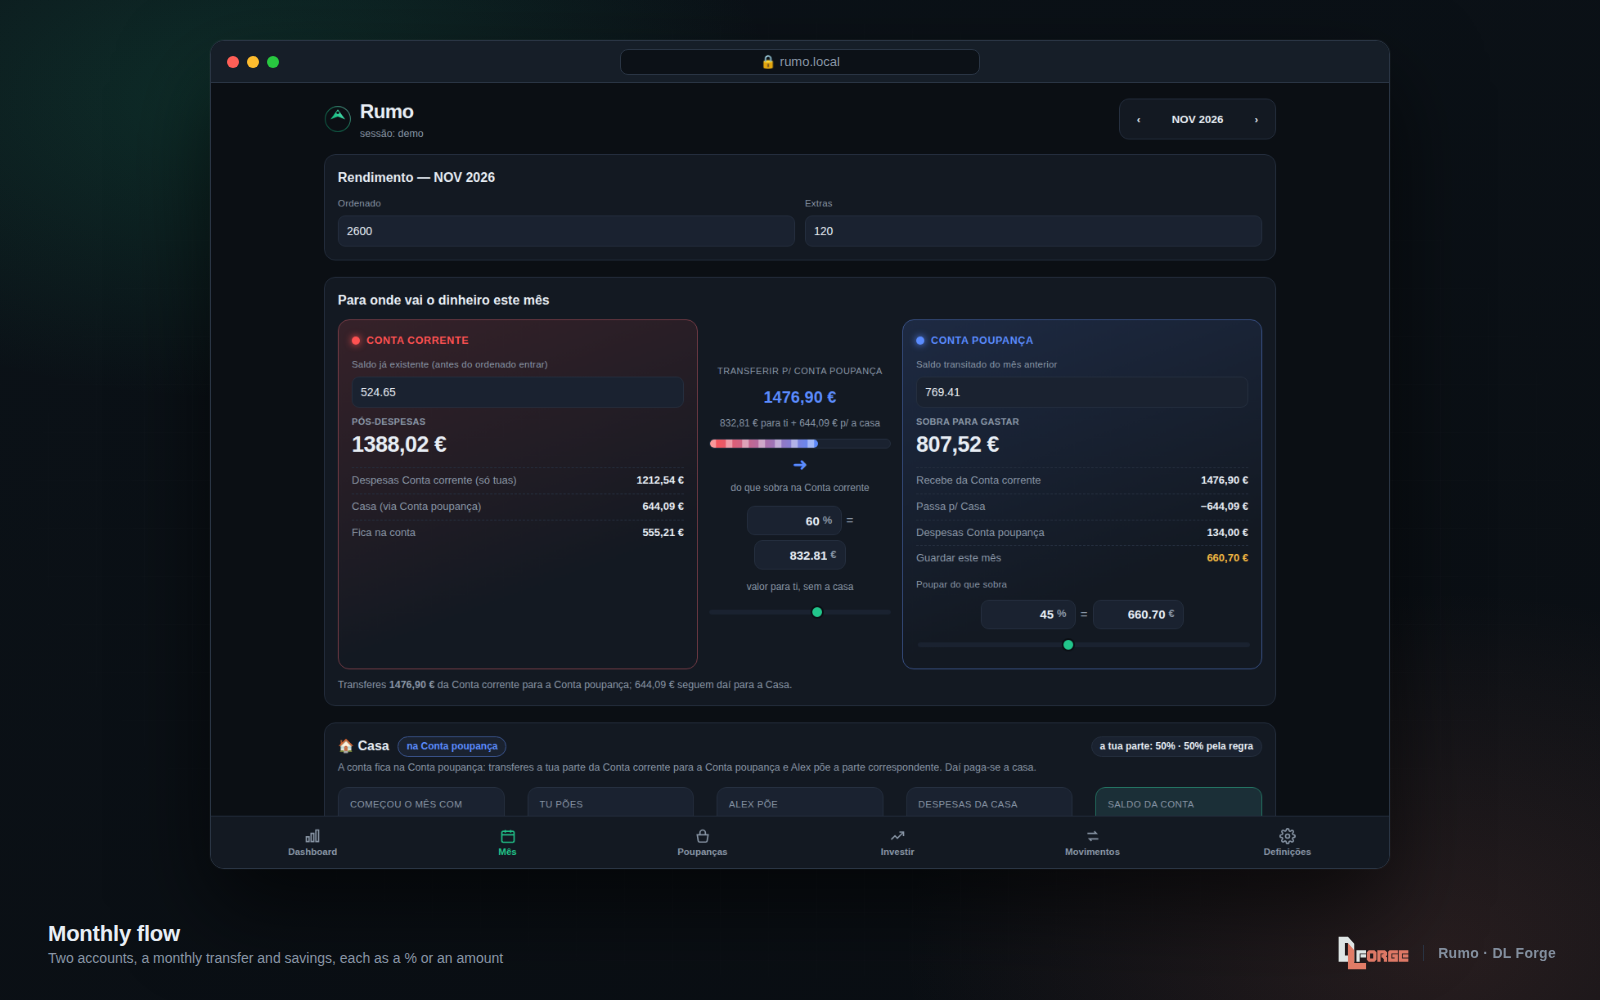 🔒 rumo.local
Rumo
sessão: demo
‹ NOV 2026 ›
Rendimento — NOV 2026
Ordenado
Extras
2600
120
Para onde vai o dinheiro este mês
CONTA CORRENTE
Saldo já existente (antes do ordenado entrar)
524.65
PÓS-DESPESAS
1388,02 €
Despesas Conta corrente (só tuas) 1212,54 €
Casa (via Conta poupança) 644,09 €
Fica na conta 555,21 €
TRANSFERIR P/ CONTA POUPANÇA
1476,90 €
832,81 € para ti + 644,09 € p/ a casa
➜
do que sobra na Conta corrente
60 % =
832.81 €
valor para ti, sem a casa
CONTA POUPANÇA
Saldo transitado do mês anterior
769.41
SOBRA PARA GASTAR
807,52 €
Recebe da Conta corrente 1476,90 €
Passa p/ Casa −644,09 €
Despesas Conta poupança 134,00 €
Guardar este mês 660,70 €
Poupar do que sobra
45 % = 660.70 €
Transferes 1476,90 € da Conta corrente para a Conta poupança; 644,09 € seguem daí para a Casa.
🏠 Casa na Conta poupança
a tua parte: 50% · 50% pela regra
A conta fica na Conta poupança: transferes a tua parte da Conta corrente para a Conta poupança e Alex põe a parte correspondente. Daí paga-se a casa.
COMEÇOU O MÊS COM
TU PÕES
ALEX PÕE
DESPESAS DA CASA
SALDO DA CONTA
Dashboard
Mês
Poupanças
Investir
Movimentos
Definições
Monthly flow
Two accounts, a monthly transfer and savings, each as a % or an amount
DL FORGE
Rumo · DL Forge